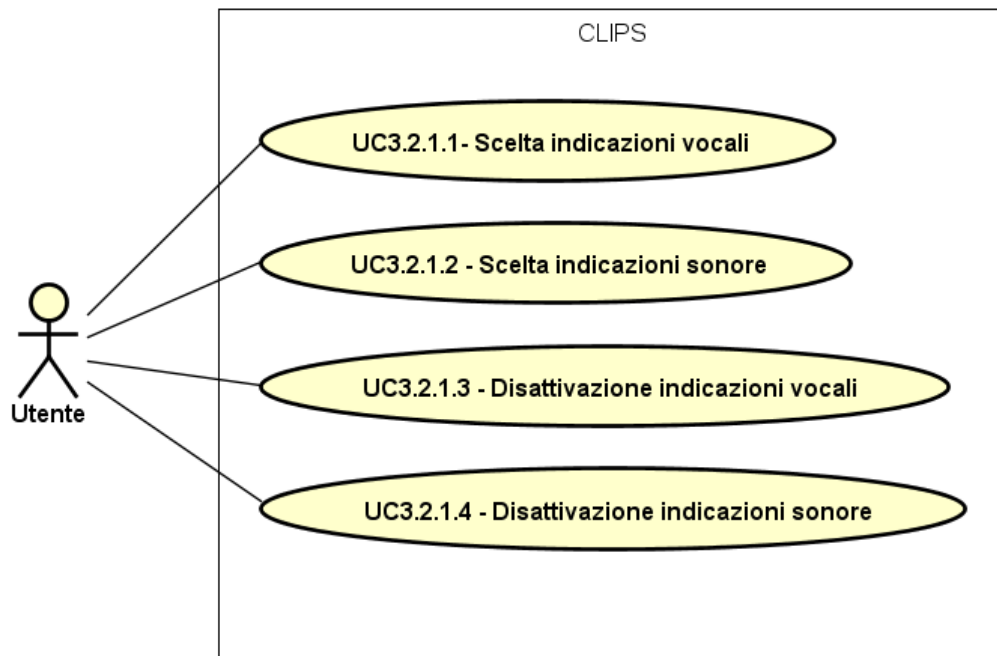 CLIPS
UC3.2.1.1- Scelta indicazioni vocali
UC3.2.1.2 - Scelta indicazioni sonore
UC3.2.1.3 - Disattivazione indicazioni vocali
UC3.2.1.4 - Disattivazione indicazioni sonore
Utente